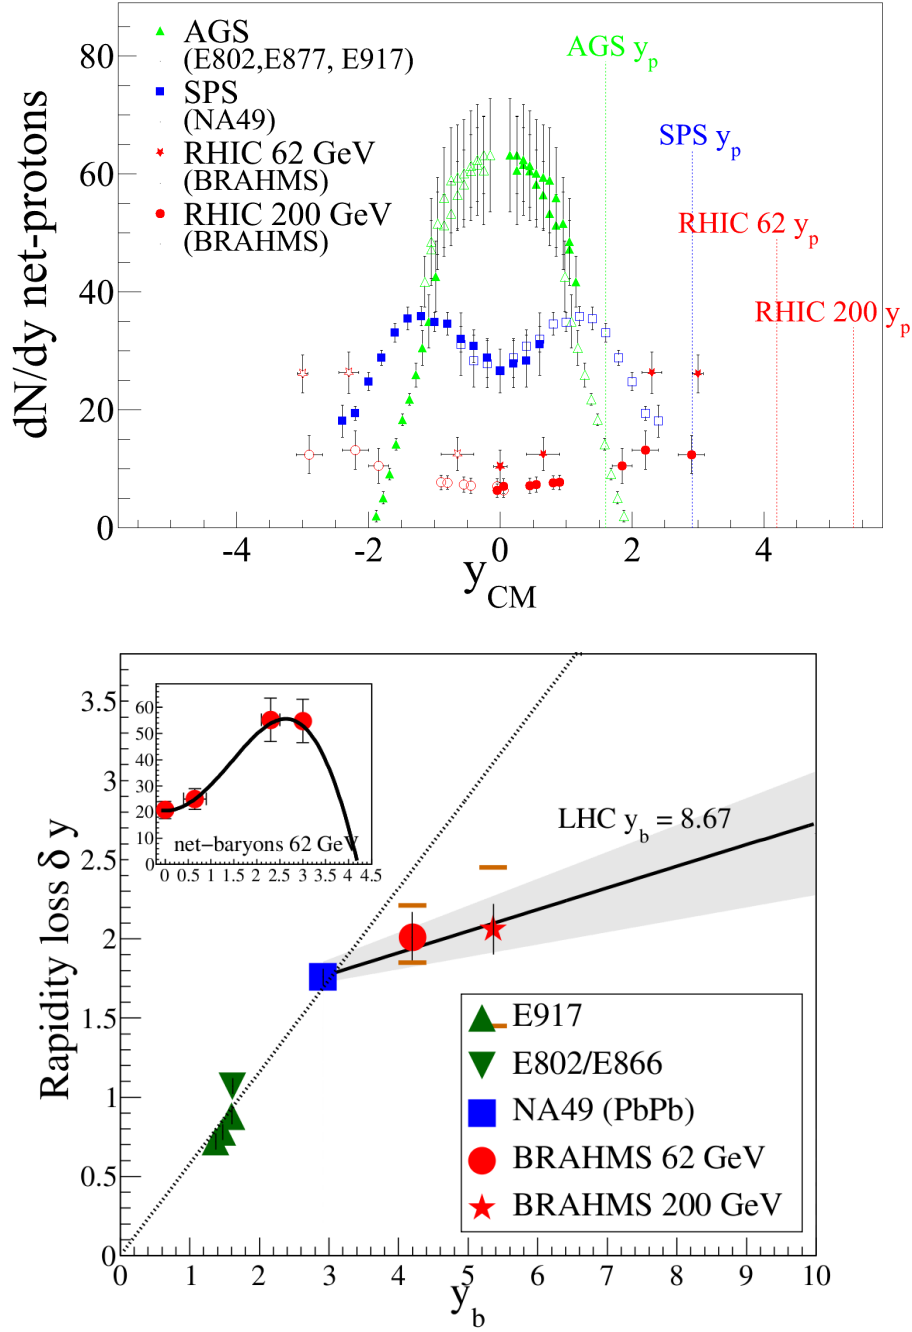 AGS
(E802,E877, E917)
SPS
(NA49)
RHIC 62 GeV
(BRAHMS)
RHIC 200 GeV
(BRAHMS)
AGS y_p
SPS y_p
RHIC 62 y_p
RHIC 200 y_p
dN/dy net-protons
80
60
40
20
0
-4 -2 0 2 4
y_CM
Rapidity loss δ y
3.5
3
2.5
2
1.5
1
0.5
0
60
50
40
30
20
10
0
net-baryons 62 GeV
0 0.5 1 1.5 2 2.5 3 3.5 4 4.5
LHC y_b = 8.67
E917
E802/E866
NA49 (PbPb)
BRAHMS 62 GeV
BRAHMS 200 GeV
0 1 2 3 4 5 6 7 8 9 10
y_b